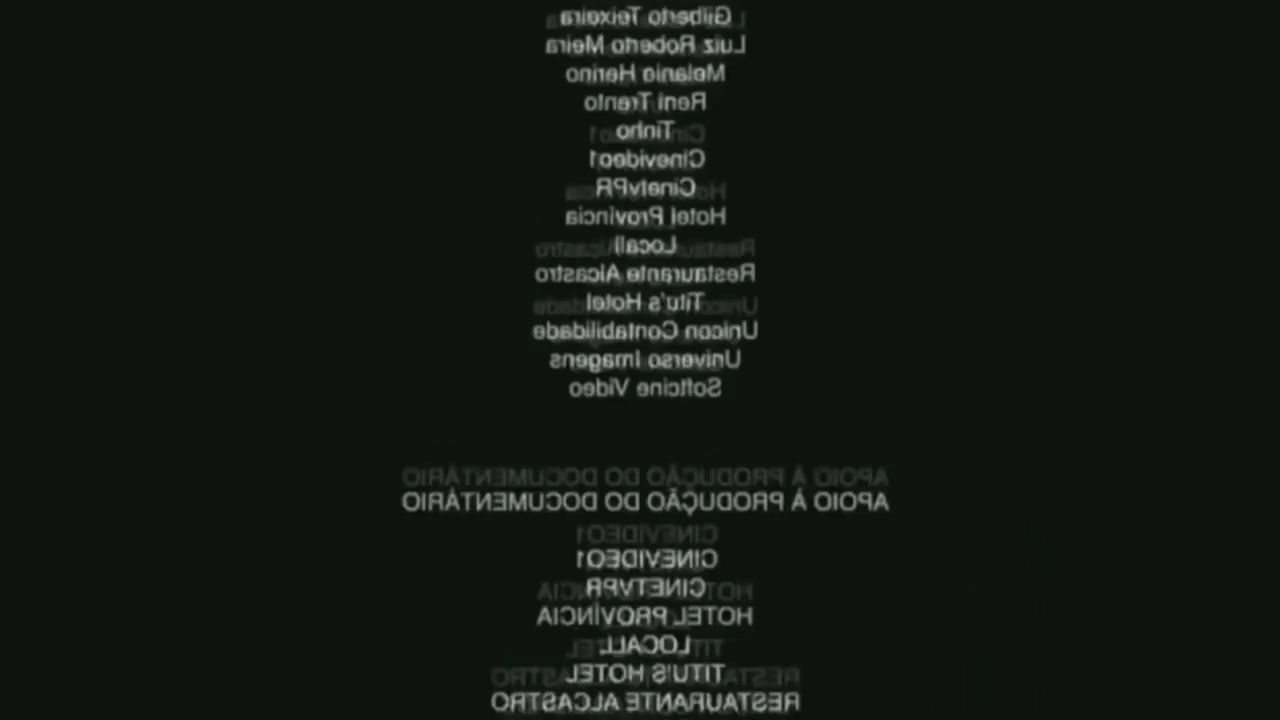 Gilberto Teixeira
Luiz Roberto Meira
Melanie Herino
Reni Trento
Tinho
Cinevideo1
CinetvPR
Hotel Província
Locall
Restaurante Alcastro
Titu's Hotel
Unicon Contabilidade
Universo Imagens
Softcine Video
APOIO À PRODUÇÃO DO DOCUMENTÁRIO
CINEVIDEO1
CINETVPR
HOTEL PROVÍNCIA
LOCALL
TITU'S HOTEL
RESTAURANTE ALCASTRO